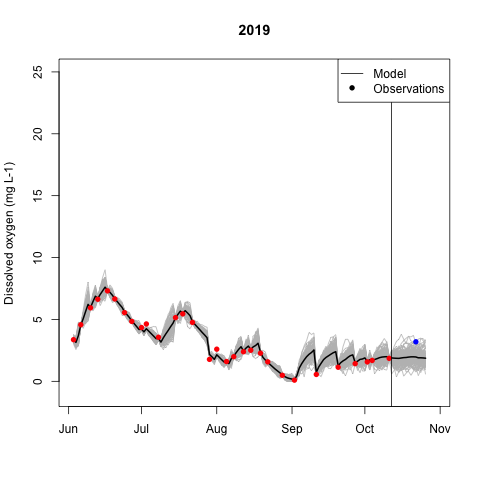 2019
Model
Observations
Dissolved oxygen (mg L-1)
25
20
15
10
5
0
Jun Jul Aug Sep Oct Nov